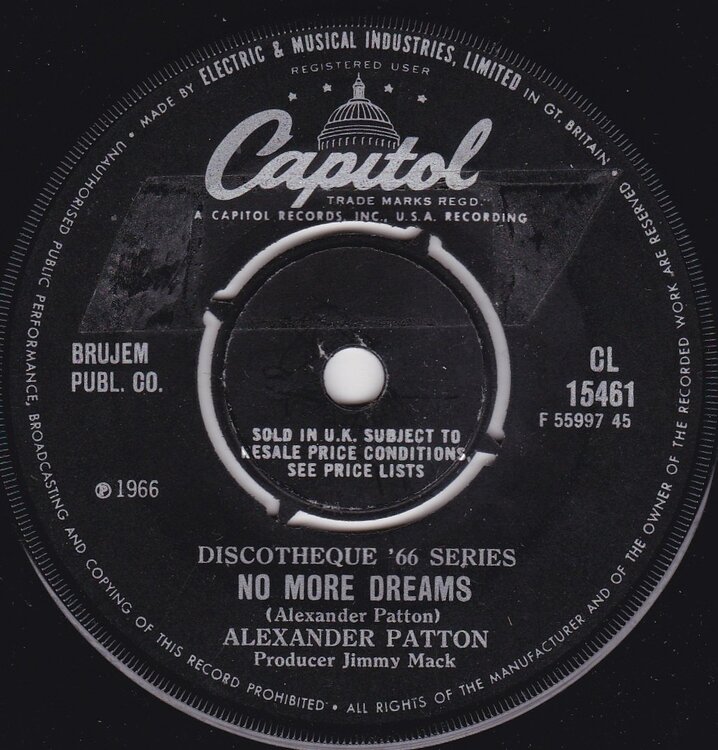 • MADE BY ELECTRIC & MUSICAL INDUSTRIES, LIMITED IN GT. BRITAIN •
REGISTERED USER
Capitol
TRADE MARKS REGD.
A CAPITOL RECORDS, INC., U.S.A. RECORDING
BRUJEM
PUBL. CO.
CL
15461
F 55997 45
SOLD IN U.K. SUBJECT TO
RESALE PRICE CONDITIONS,
SEE PRICE LISTS
℗ 1966
DISCOTHEQUE '66 SERIES
NO MORE DREAMS
(Alexander Patton)
ALEXANDER PATTON
Producer Jimmy Mack
UNAUTHORISED PUBLIC PERFORMANCE, BROADCASTING AND COPYING OF THIS RECORD PROHIBITED • ALL RIGHTS OF THE MANUFACTURER AND OF THE OWNER OF THE RECORDED WORK ARE RESERVED